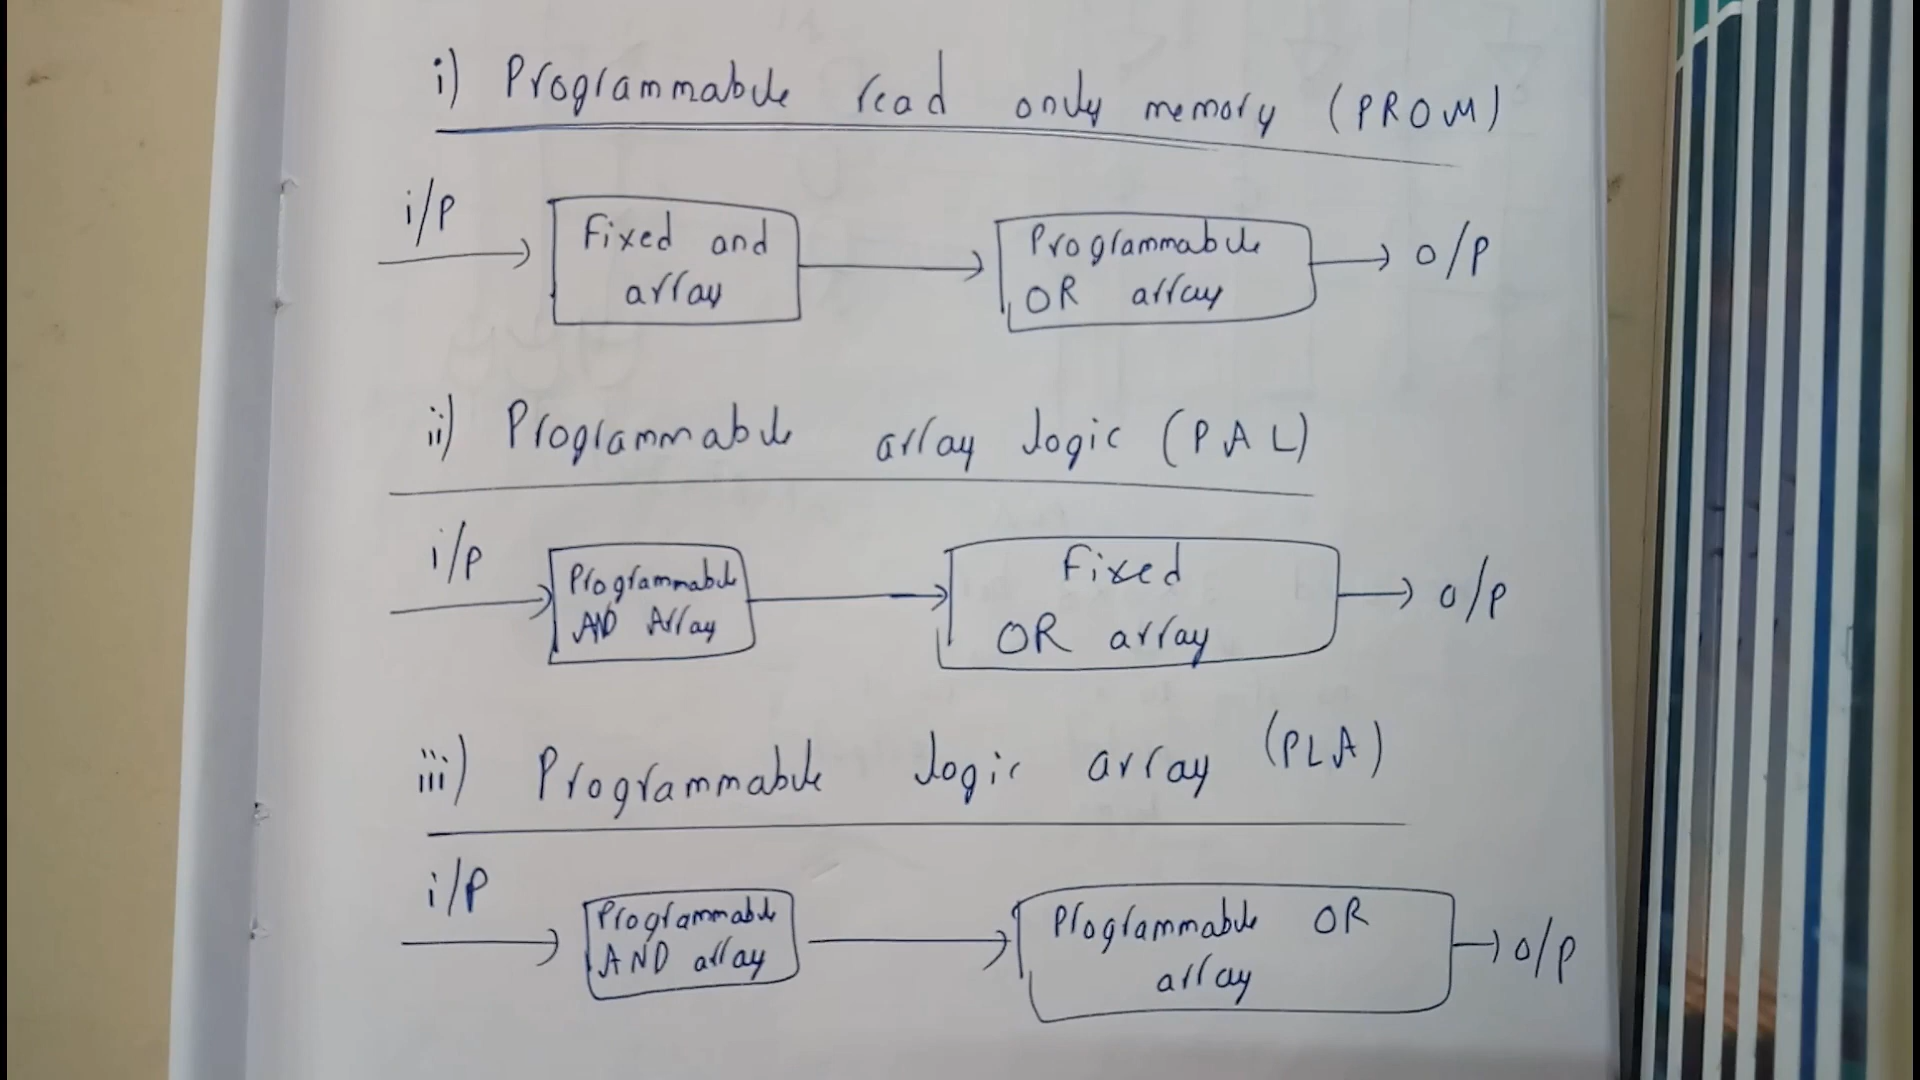 i) Programmable read only memory (PROM)
i/p
Fixed and
array
Programmable
OR array
o/p
ii) Programmable array logic (PAL)
i/p
Programmable
AND Array
Fixed
OR array
o/p
iii) Programmable logic array (PLA)
i/p
Programmable
AND array
Programmable OR
array
o/p